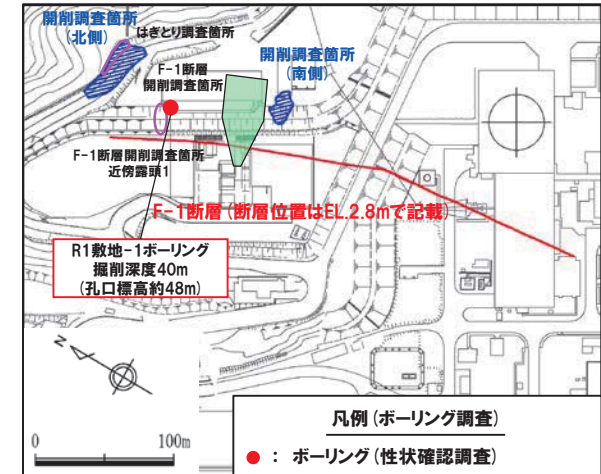 開削調査箇所
(北側)
はぎとり調査箇所
開削調査箇所
(南側)
F-1断層
開削調査箇所
F-1断層開削調査箇所
近傍露頭1
F-1断層(断層位置はEL.2.8mで記載)
R1敷地-1ボーリング
掘削深度40m
(孔口標高約48m)
N
0 100m
凡例(ボーリング調査)
● : ボーリング(性状確認調査)